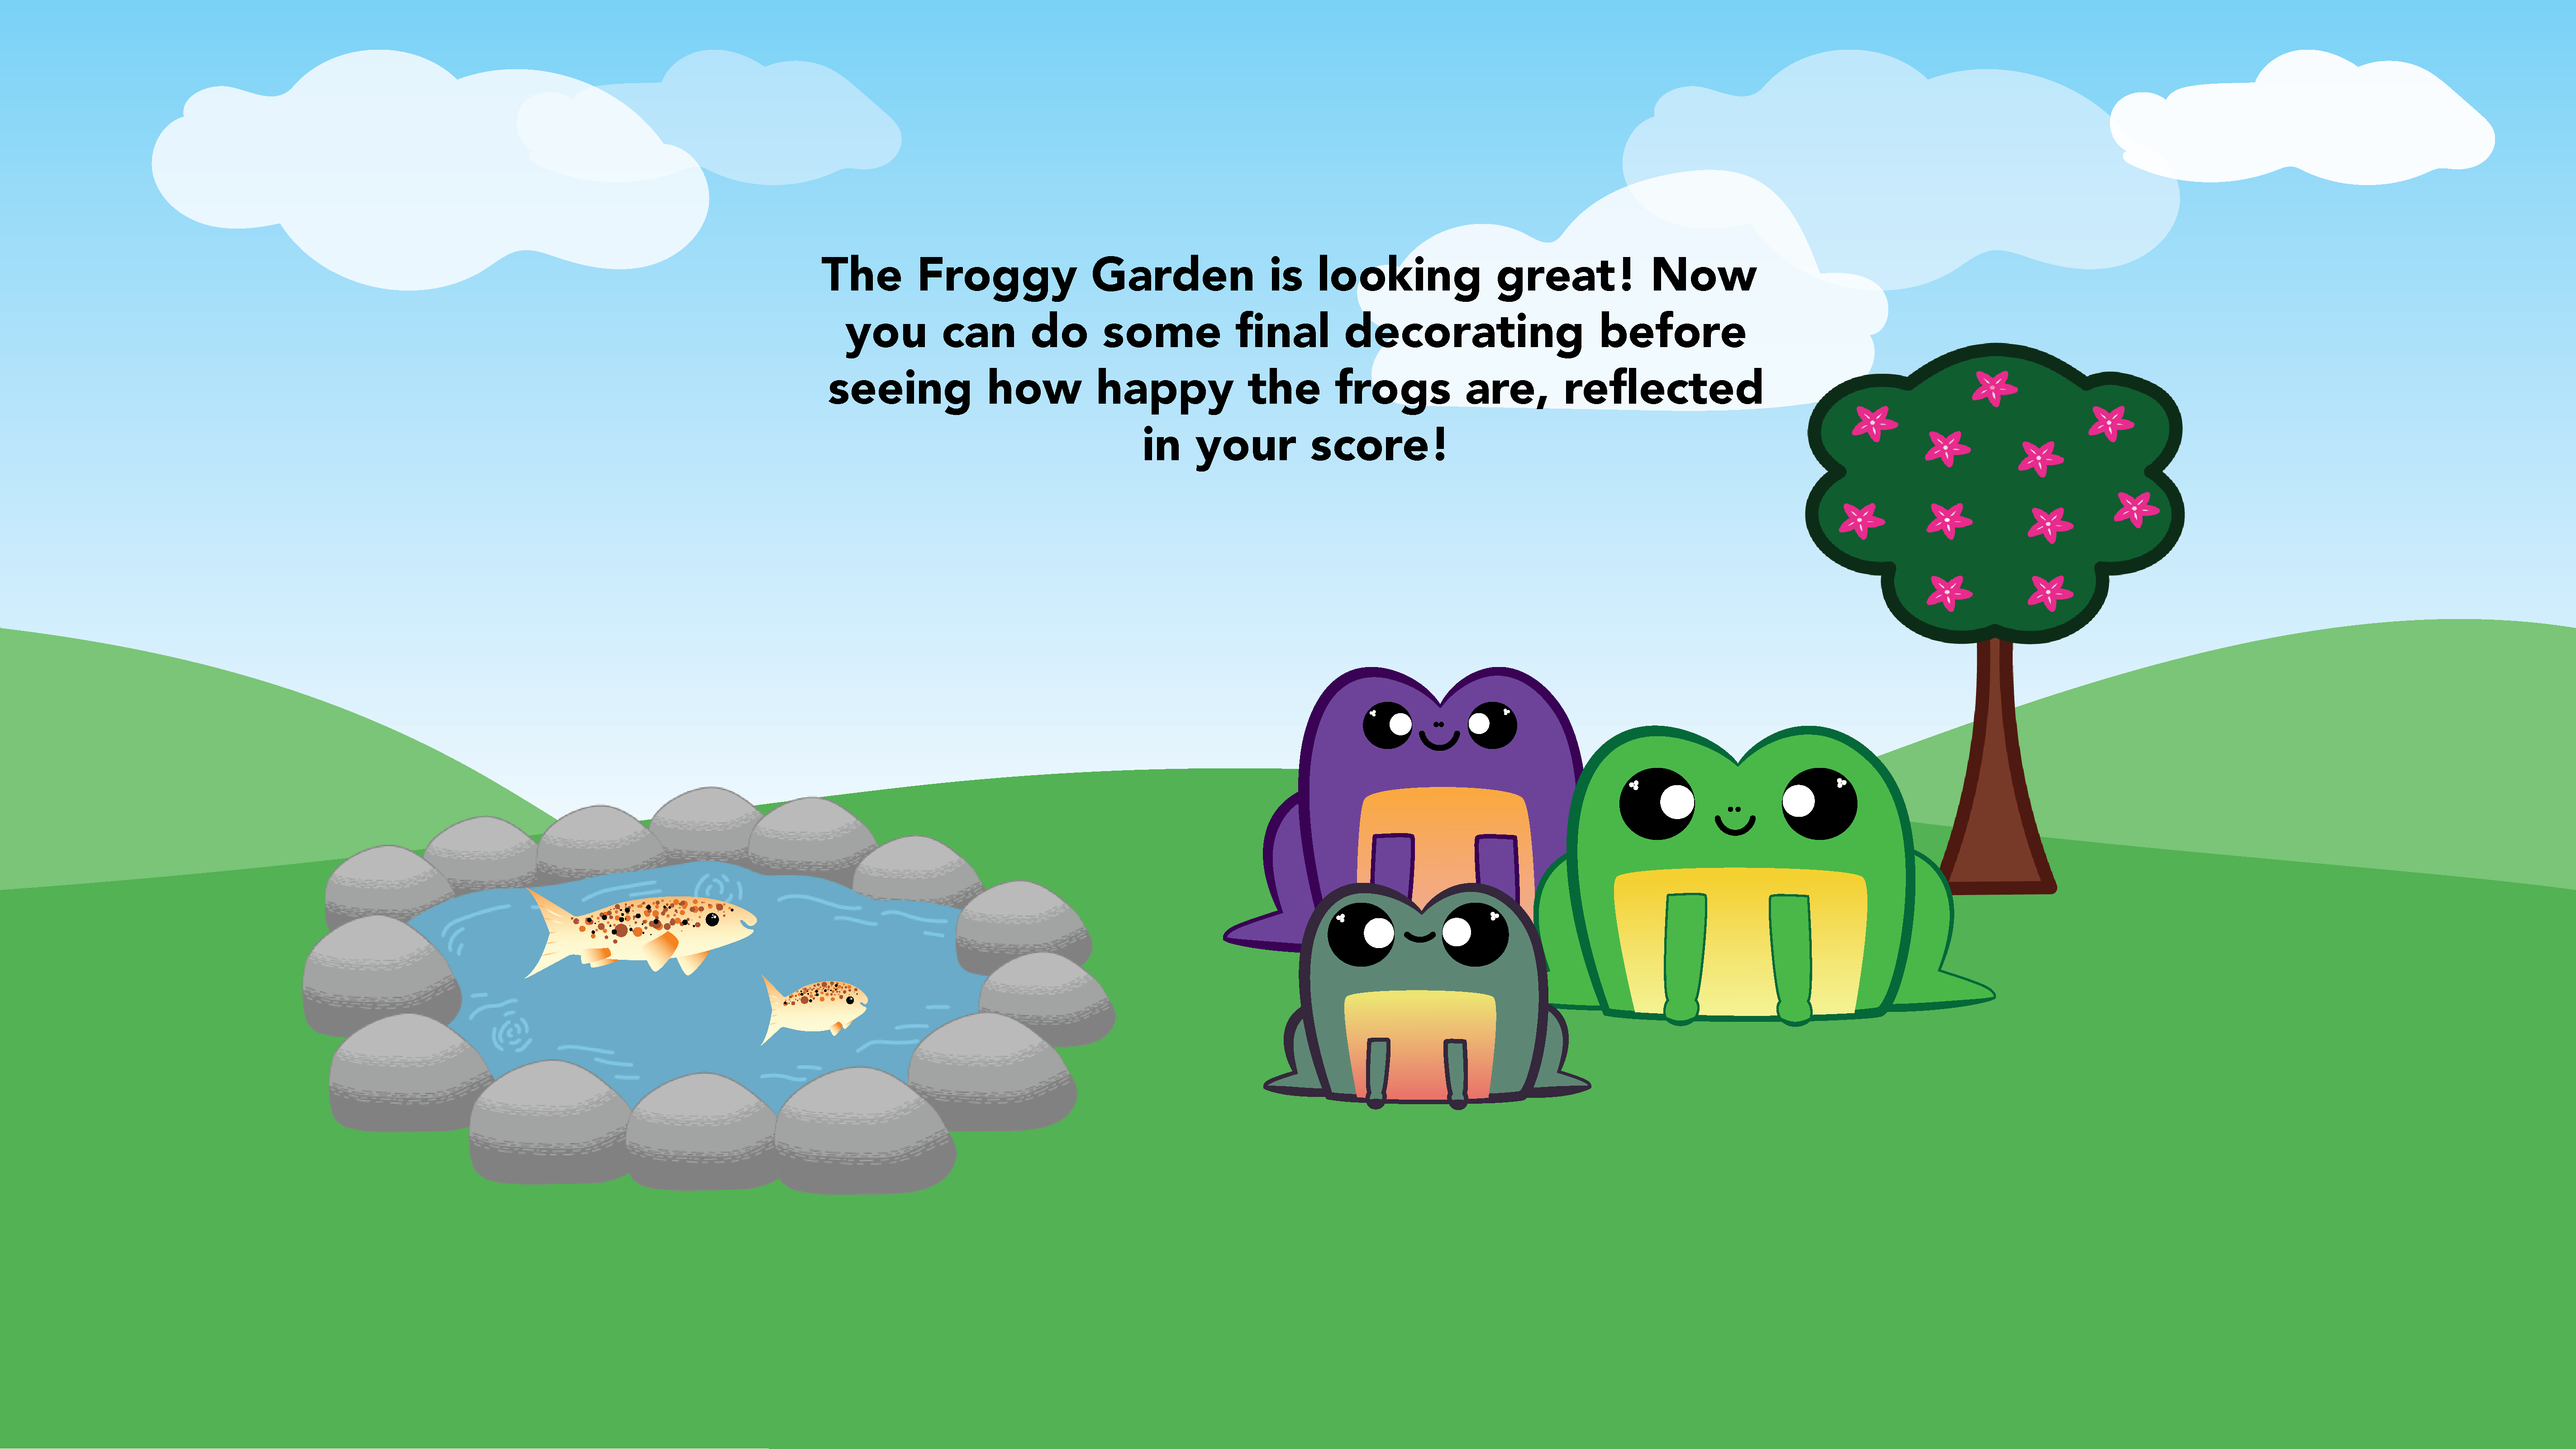 The Froggy Garden is looking great! Now
you can do some final decorating before
seeing how happy the frogs are, reflected
in your score!